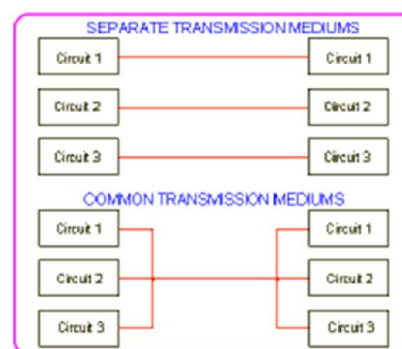 SEPARATE TRANSMISSION MEDIUMS
Circuit 1 Circuit 1
Circuit 2 Circuit 2
Circuit 3 Circuit 3
COMMON TRANSMISSION MEDIUMS
Circuit 1 Circuit 1
Circuit 2 Circuit 2
Circuit 3 Circuit 3